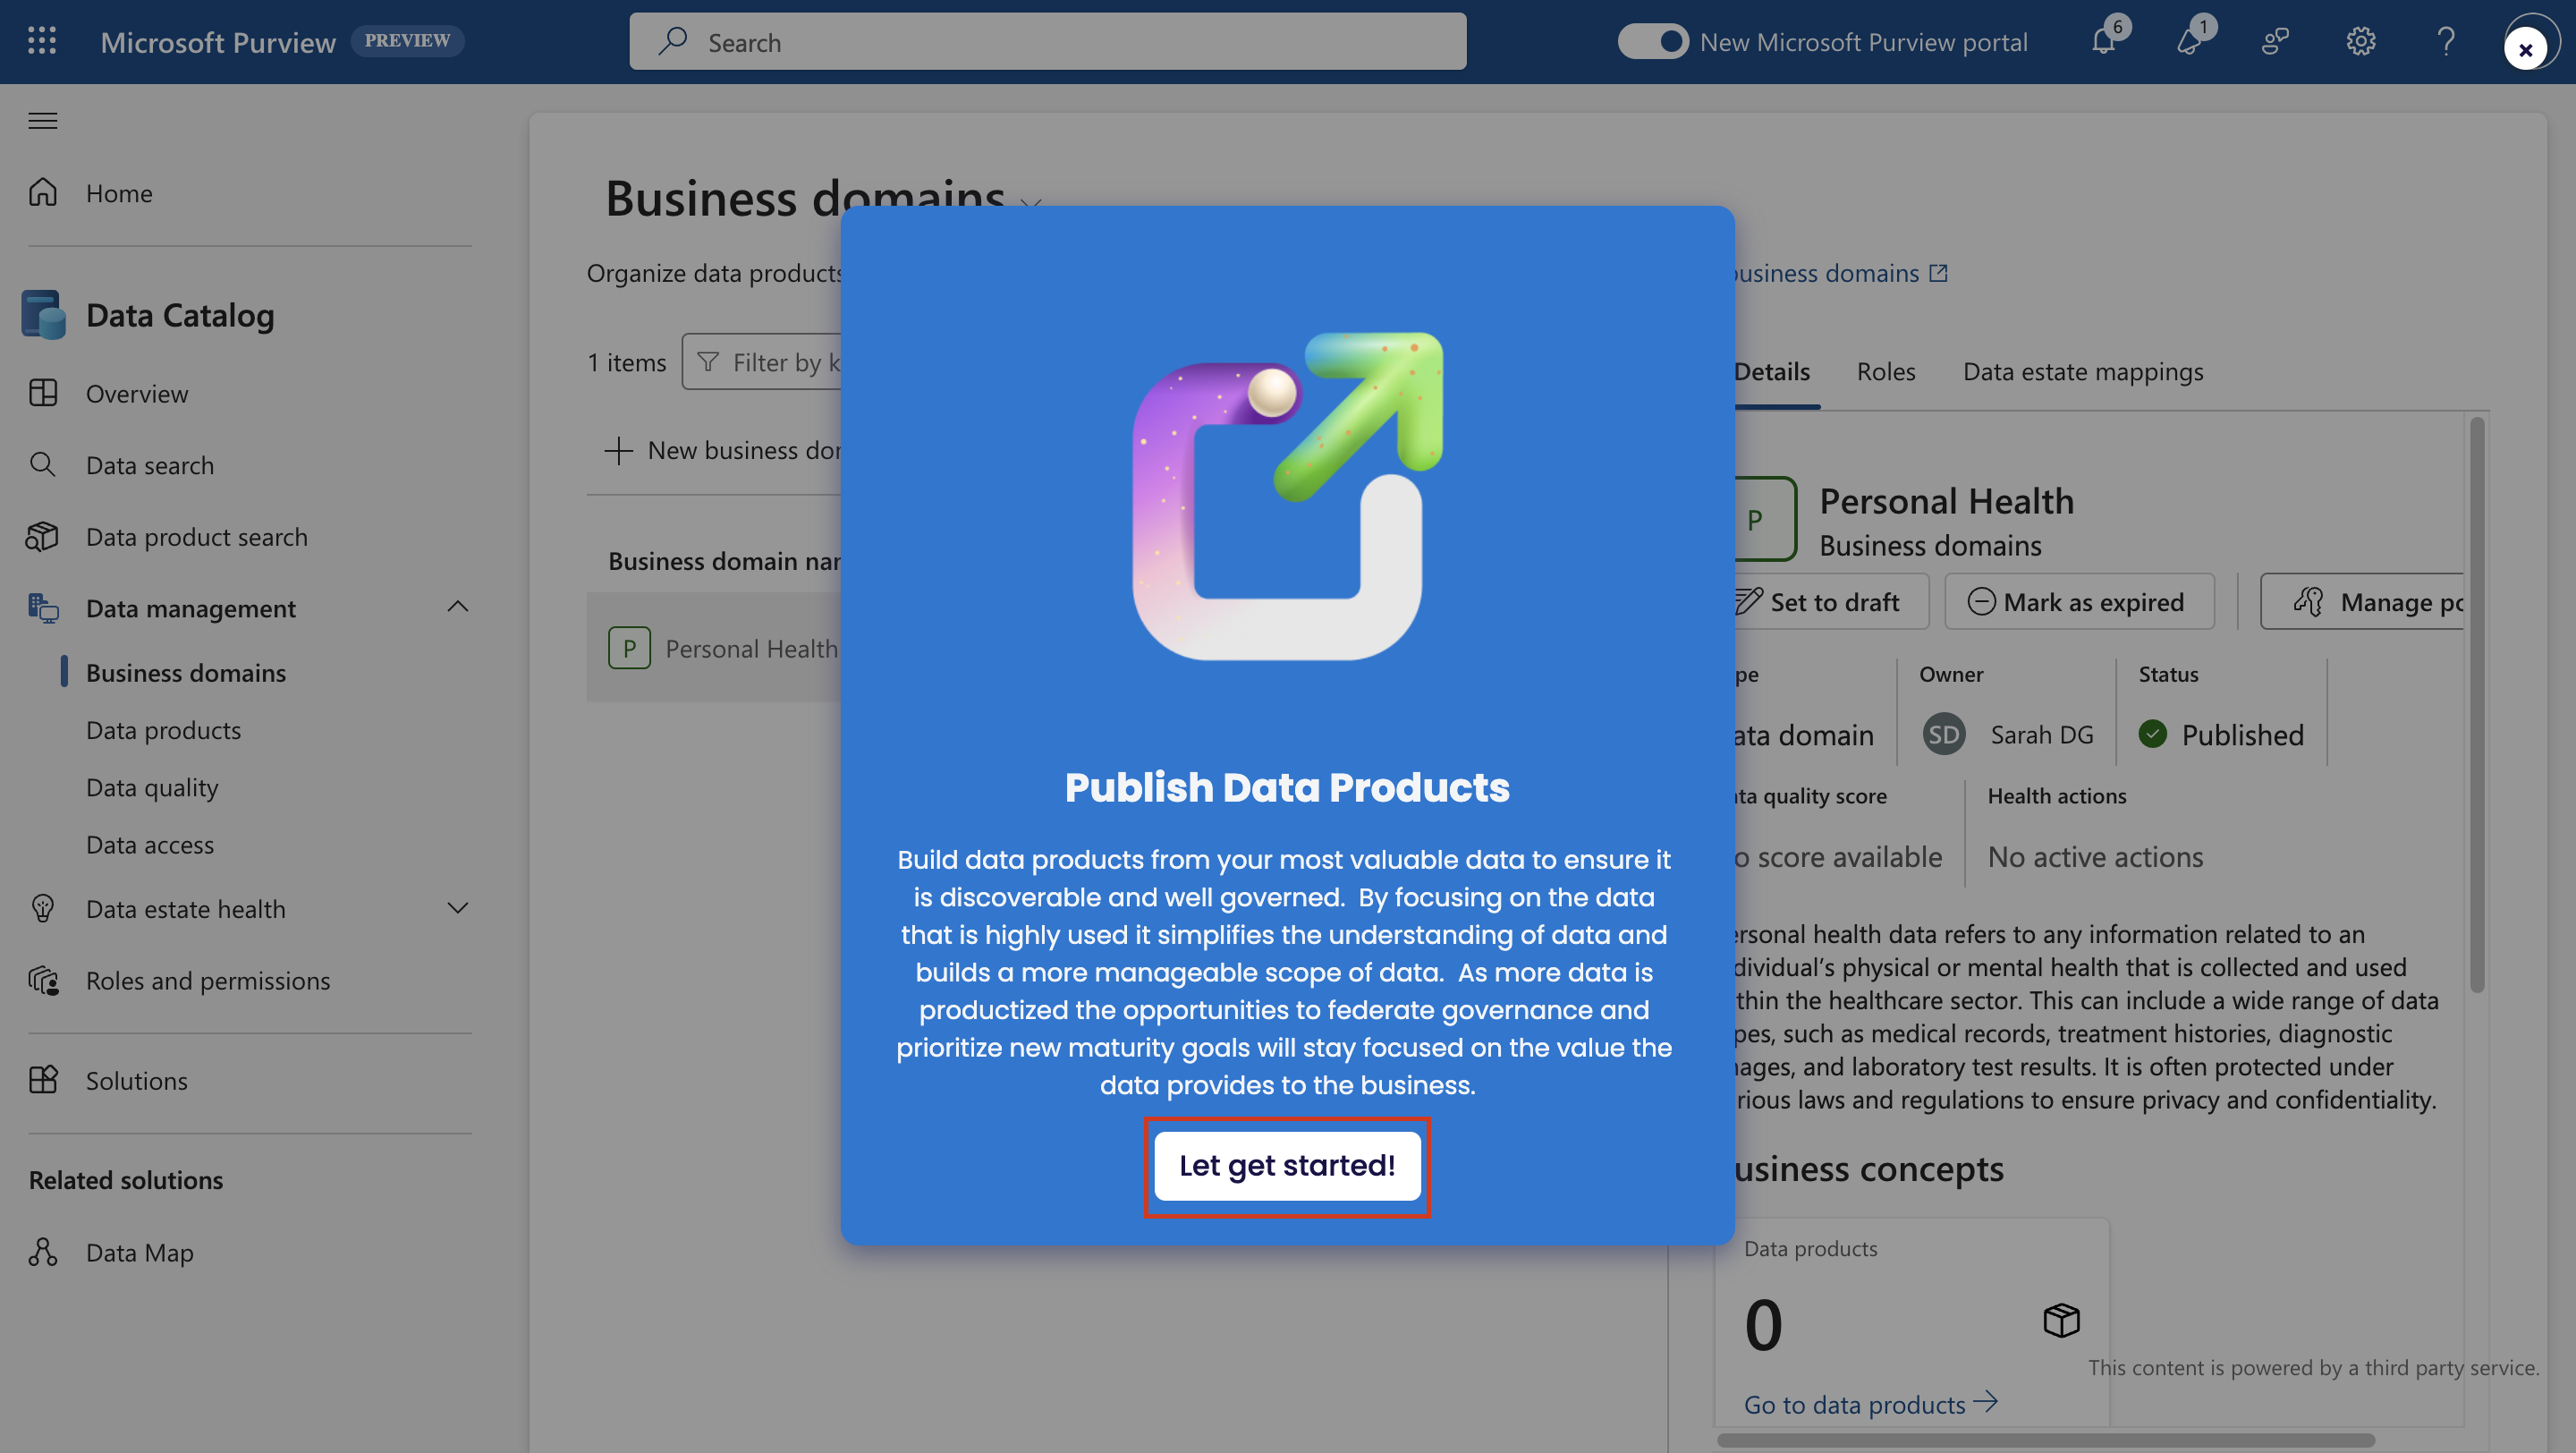 Microsoft Purview PREVIEW
Search
New Microsoft Purview portal
6
1
Home
Data Catalog
Overview
Data search
Data product search
Data management
Business domains
Data products
Data quality
Data access
Data estate health
Roles and permissions
Solutions
Related solutions
Data Map
Business domains
Organize data products
business domains
1 items
Filter by k
New business dor
Business domain nar
P Personal Health
Publish Data Products
Build data products from your most valuable data to ensure it
is discoverable and well governed. By focusing on the data
that is highly used it simplifies the understanding of data and
builds a more manageable scope of data. As more data is
productized the opportunities to federate governance and
prioritize new maturity goals will stay focused on the value the
data provides to the business.
Let get started!
Details Roles Data estate mappings
P
Personal Health
Business domains
Set to draft Mark as expired Manage po
pe Owner Status
ata domain SD Sarah DG Published
ta quality score Health actions
o score available No active actions
rsonal health data refers to any information related to an
dividual's physical or mental health that is collected and used
thin the healthcare sector. This can include a wide range of data
pes, such as medical records, treatment histories, diagnostic
ages, and laboratory test results. It is often protected under
rious laws and regulations to ensure privacy and confidentiality.
usiness concepts
Data products
0
This content is powered by a third party service.
Go to data products